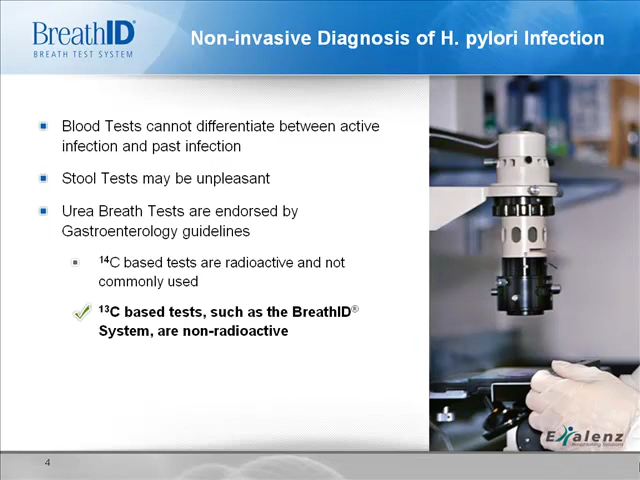 BreathID®
BREATH TEST SYSTEM
Non-invasive Diagnosis of H. pylori Infection
Blood Tests cannot differentiate between active
infection and past infection
Stool Tests may be unpleasant
Urea Breath Tests are endorsed by
Gastroenterology guidelines
14C based tests are radioactive and not
commonly used
13C based tests, such as the BreathID®
System, are non-radioactive
Exalenz
4